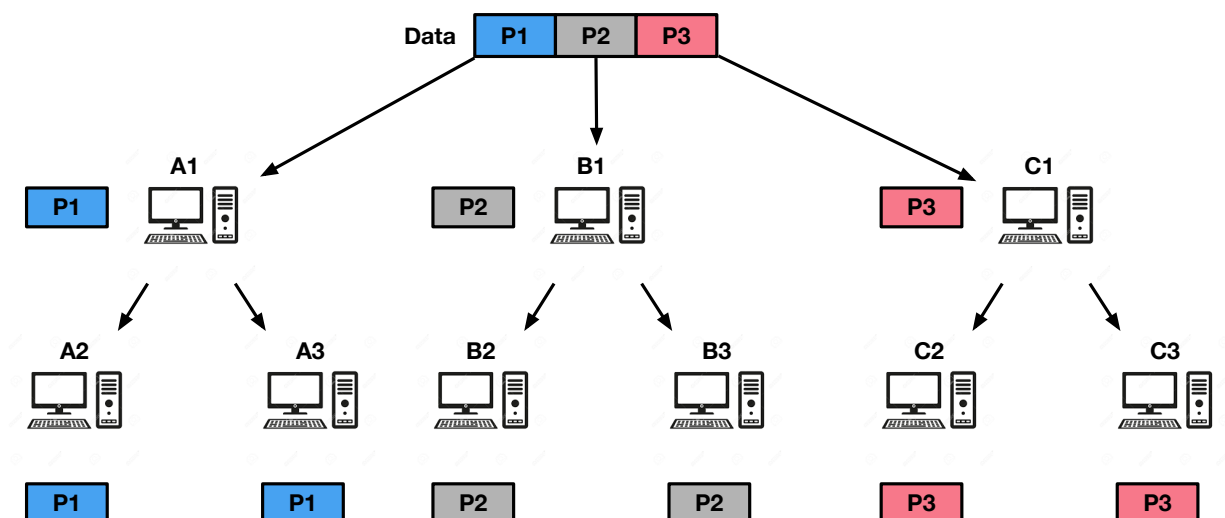 Data P1 P2 P3
A1 B1 C1
P1 P2 P3
A2 A3 B2 B3 C2 C3
P1 P1 P2 P2 P3 P3